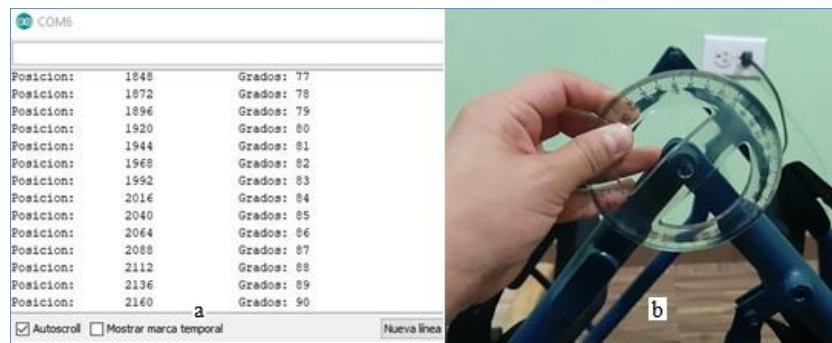 COM6
Posicion: 1848 Grados: 77
Posicion: 1872 Grados: 78
Posicion: 1896 Grados: 79
Posicion: 1920 Grados: 80
Posicion: 1944 Grados: 81
Posicion: 1968 Grados: 82
Posicion: 1992 Grados: 83
Posicion: 2016 Grados: 84
Posicion: 2040 Grados: 85
Posicion: 2064 Grados: 86
Posicion: 2088 Grados: 87
Posicion: 2112 Grados: 88
Posicion: 2136 Grados: 89
Posicion: 2160 Grados: 90
a
Autoscroll Mostrar marca temporal Nueva línea
b